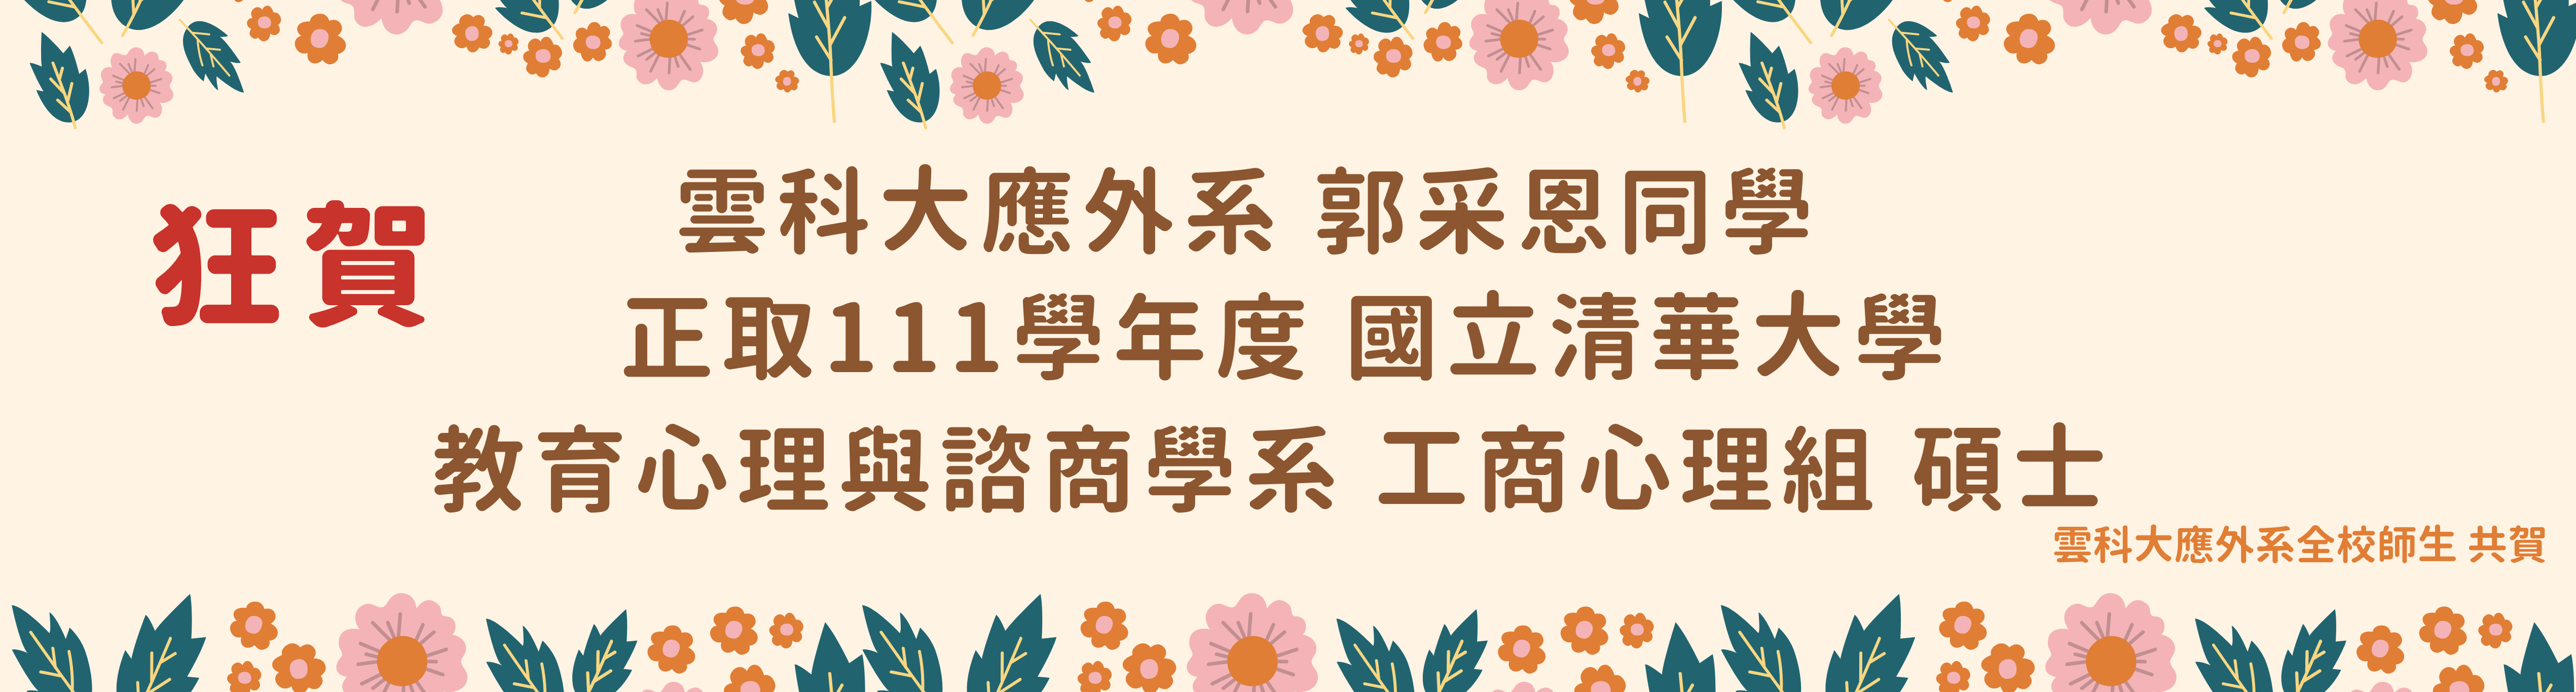 狂賀
雲科大應外系 郭采恩同學
正取111學年度 國立清華大學
教育心理與諮商學系 工商心理組 碩士
雲科大應外系全校師生 共賀